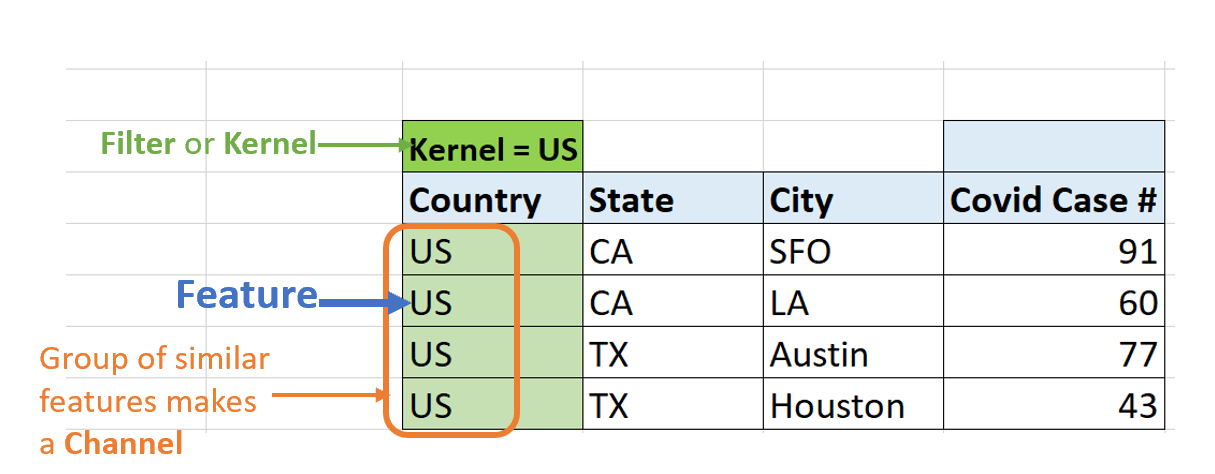 Filter or Kernel
Kernel = US
Country State City Covid Case #
US CA SFO 91
Feature
US CA LA 60
US TX Austin 77
US TX Houston 43
Group of similar
features makes
a Channel